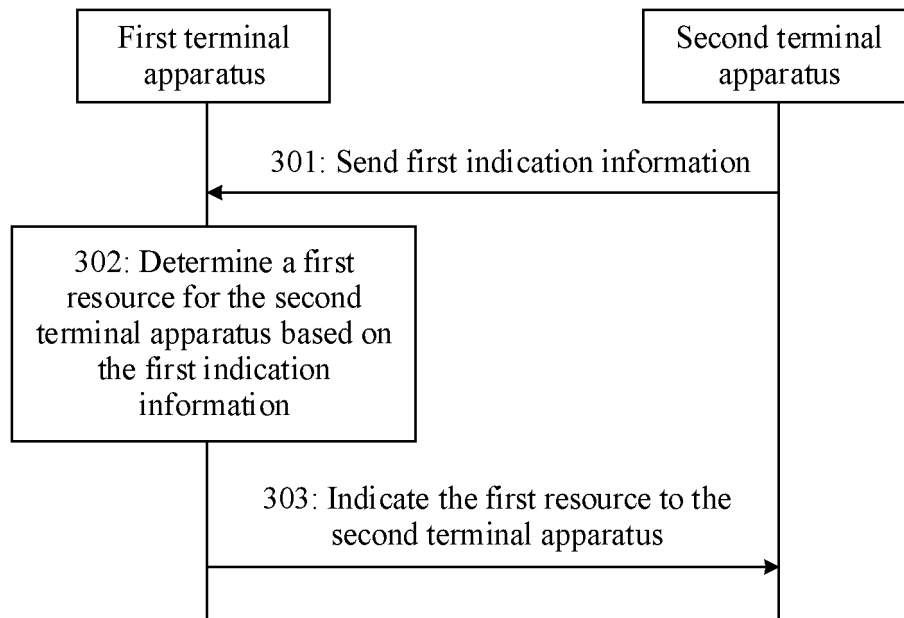 First terminal
apparatus
Second terminal
apparatus
301: Send first indication information
302: Determine a first
resource for the second
terminal apparatus based on
the first indication
information
303: Indicate the first resource to the
second terminal apparatus